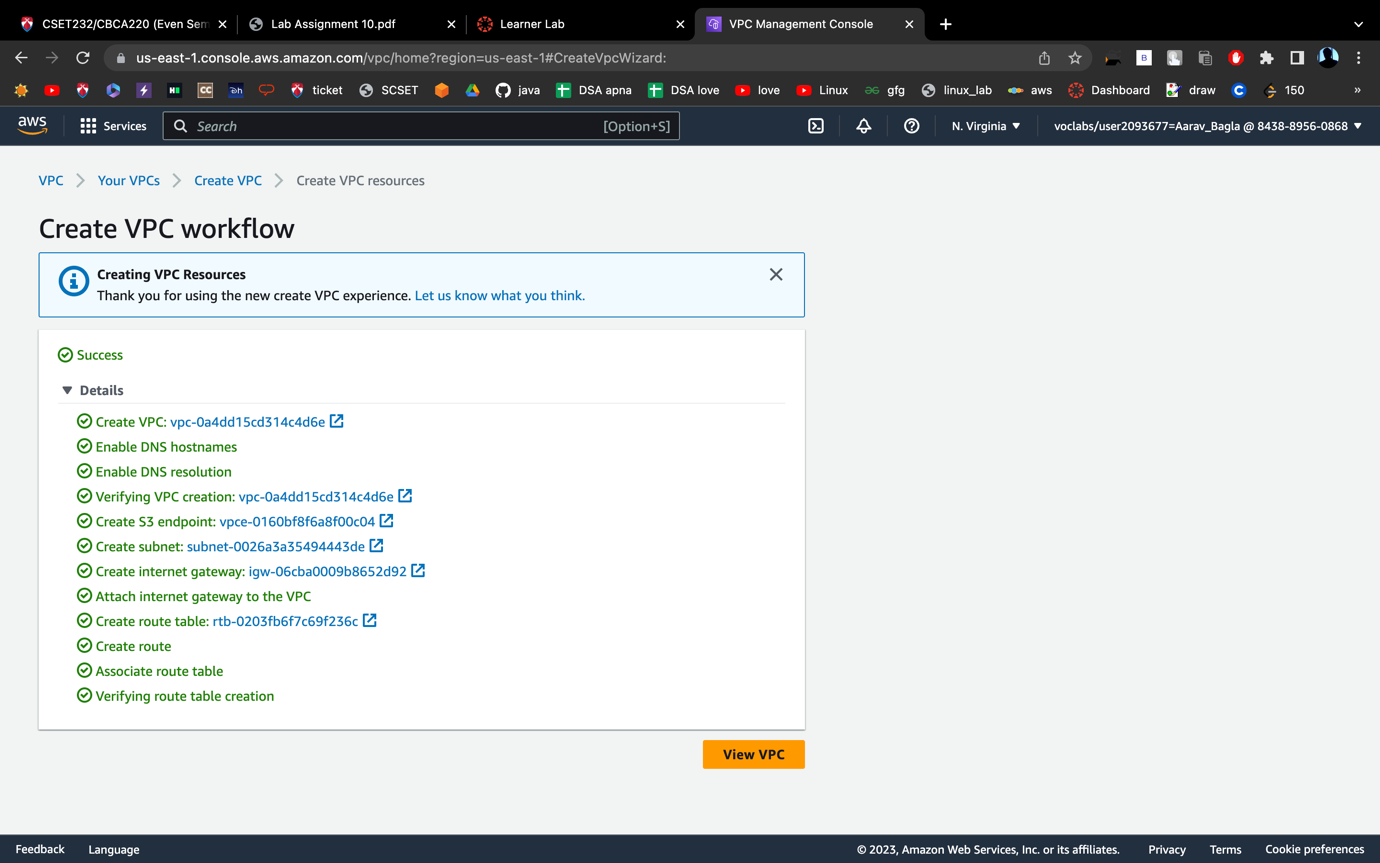 CSET232/CBCA220 (Even Sem
Lab Assignment 10.pdf
Learner Lab
VPC Management Console
us-east-1.console.aws.amazon.com/vpc/home?region=us-east-1#CreateVpcWizard:
ticket
SCSET
java
DSA apna
DSA love
love
Linux
gfg
linux_lab
aws
Dashboard
draw
150
»
aws
Services
Search
[Option+S]
N. Virginia
voclabs/user2093677=Aarav_Bagla @ 8438-8956-0868
VPC
Your VPCs
Create VPC
Create VPC resources
Create VPC workflow
Creating VPC Resources
Thank you for using the new create VPC experience. Let us know what you think.
Success
Details
Create VPC: vpc-0a4dd15cd314c4d6e
Enable DNS hostnames
Enable DNS resolution
Verifying VPC creation: vpc-0a4dd15cd314c4d6e
Create S3 endpoint: vpce-0160bf8f6a8f00c04
Create subnet: subnet-0026a3a35494443de
Create internet gateway: igw-06cba0009b8652d92
Attach internet gateway to the VPC
Create route table: rtb-0203fb6f7c69f236c
Create route
Associate route table
Verifying route table creation
View VPC
Feedback
Language
© 2023, Amazon Web Services, Inc. or its affiliates.
Privacy
Terms
Cookie preferences